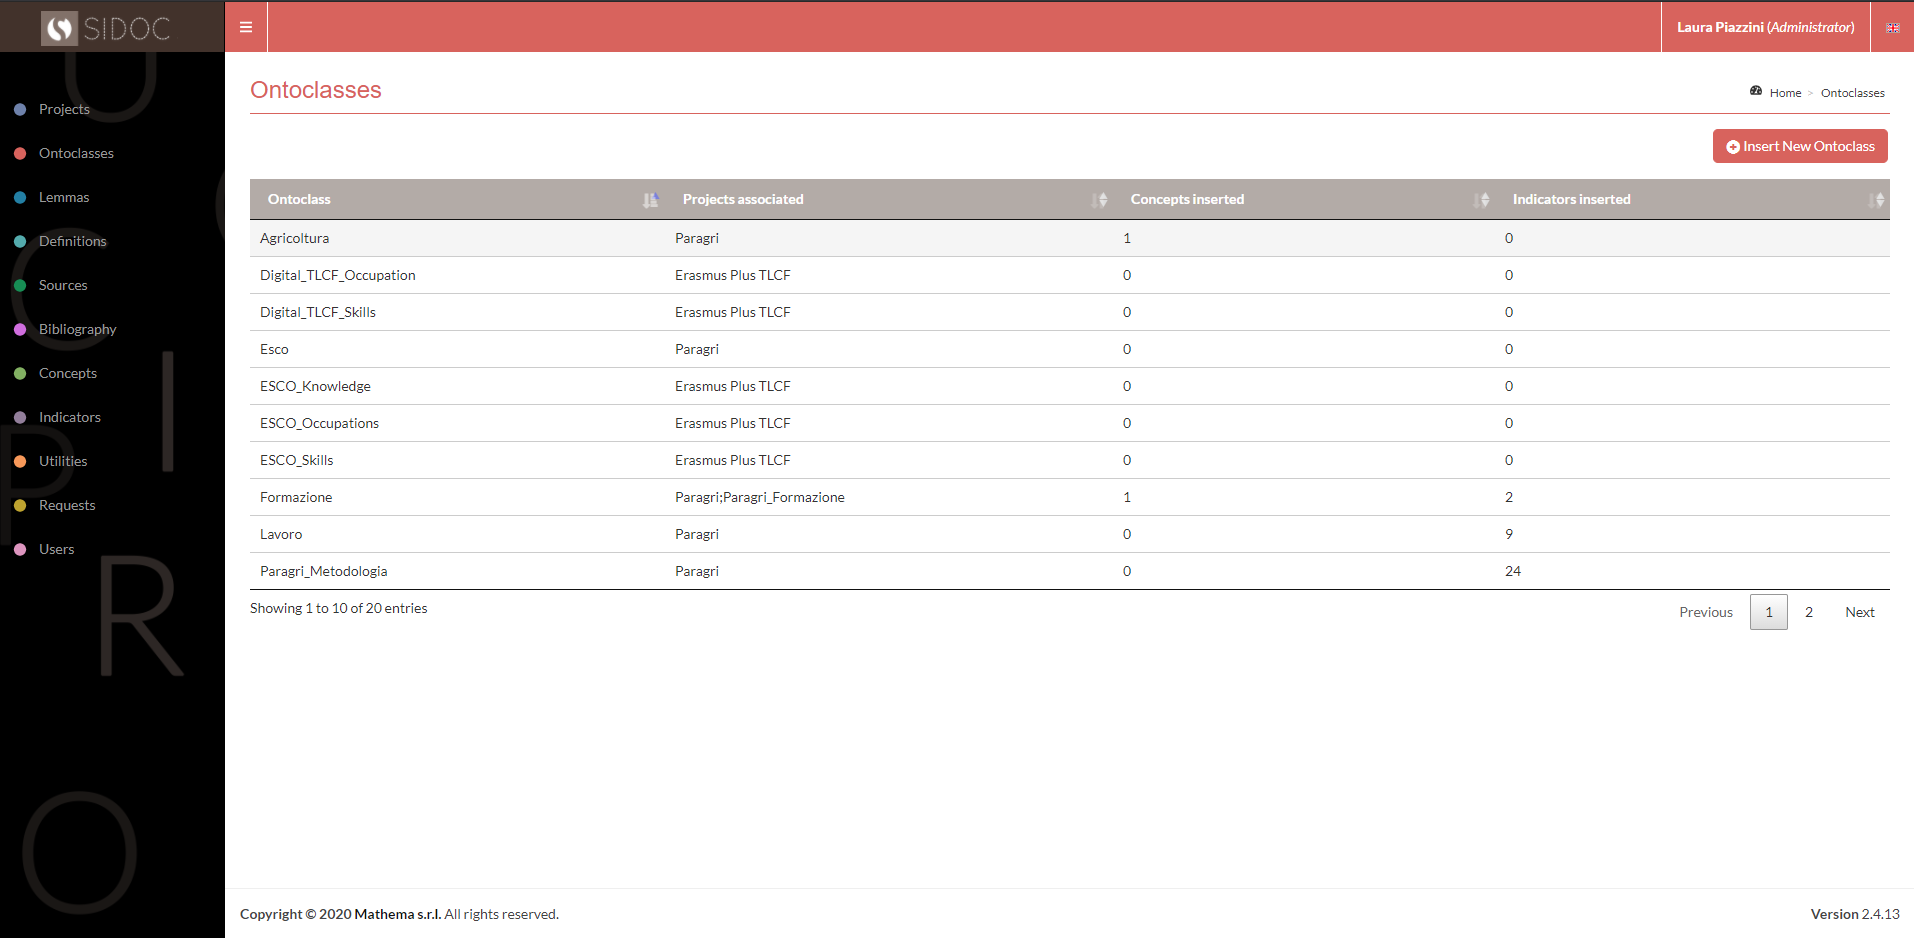 SIDOC
Laura Piazzini (Administrator)
Projects
Ontoclasses
Lemmas
Definitions
Sources
Bibliography
Concepts
Indicators
Utilities
Requests
Users
U
C
C
I
P
R
O
Ontoclasses
Home > Ontoclasses
Insert New Ontoclass
Ontoclass Projects associated Concepts inserted Indicators inserted
Agricoltura Paragri 1 0
Digital_TLCF_Occupation Erasmus Plus TLCF 0 0
Digital_TLCF_Skills Erasmus Plus TLCF 0 0
Esco Paragri 0 0
ESCO_Knowledge Erasmus Plus TLCF 0 0
ESCO_Occupations Erasmus Plus TLCF 0 0
ESCO_Skills Erasmus Plus TLCF 0 0
Formazione Paragri;Paragri_Formazione 1 2
Lavoro Paragri 0 9
Paragri_Metodologia Paragri 0 24
Showing 1 to 10 of 20 entries
Previous 1 2 Next
Copyright © 2020 Mathema s.r.l. All rights reserved.
Version 2.4.13